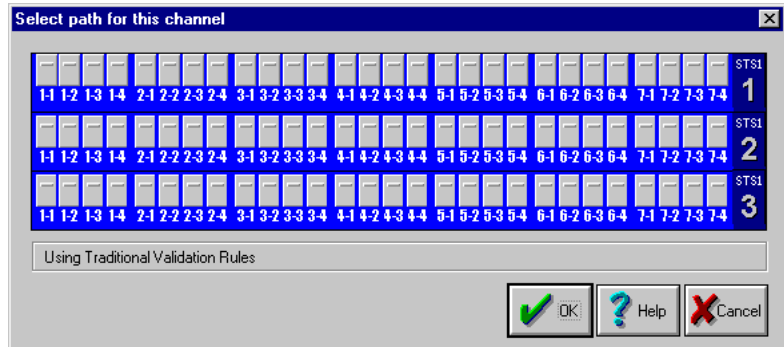 Select path for this channel
1-1 1-2 1-3 1-4 2-1 2-2 2-3 2-4 3-1 3-2 3-3 3-4 4-1 4-2 4-3 4-4 5-1 5-2 5-3 5-4 6-1 6-2 6-3 6-4 7-1 7-2 7-3 7-4 STS1 1
1-1 1-2 1-3 1-4 2-1 2-2 2-3 2-4 3-1 3-2 3-3 3-4 4-1 4-2 4-3 4-4 5-1 5-2 5-3 5-4 6-1 6-2 6-3 6-4 7-1 7-2 7-3 7-4 STS1 2
1-1 1-2 1-3 1-4 2-1 2-2 2-3 2-4 3-1 3-2 3-3 3-4 4-1 4-2 4-3 4-4 5-1 5-2 5-3 5-4 6-1 6-2 6-3 6-4 7-1 7-2 7-3 7-4 STS1 3
Using Traditional Validation Rules
OK Help Cancel